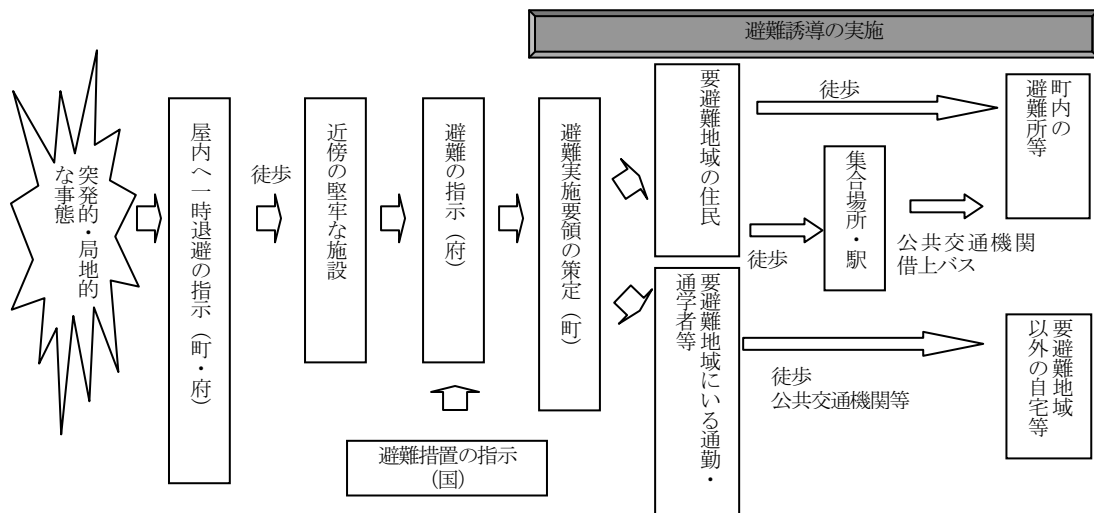 避難誘導の実施
突発的・局地的
な事態
屋内へ一時退避の指示（町・府）
徒歩
近傍の堅牢な施設
避難の指示（府）
避難措置の指示
（国）
避難実施要領の策定（町）
要避難地域の住民
徒歩
町内の
避難所等
徒歩
集合場所・駅
公共交通機関
借上バス
要避難地域にいる通勤・
通学者等
徒歩
公共交通機関等
要避難地域
以外の自宅等